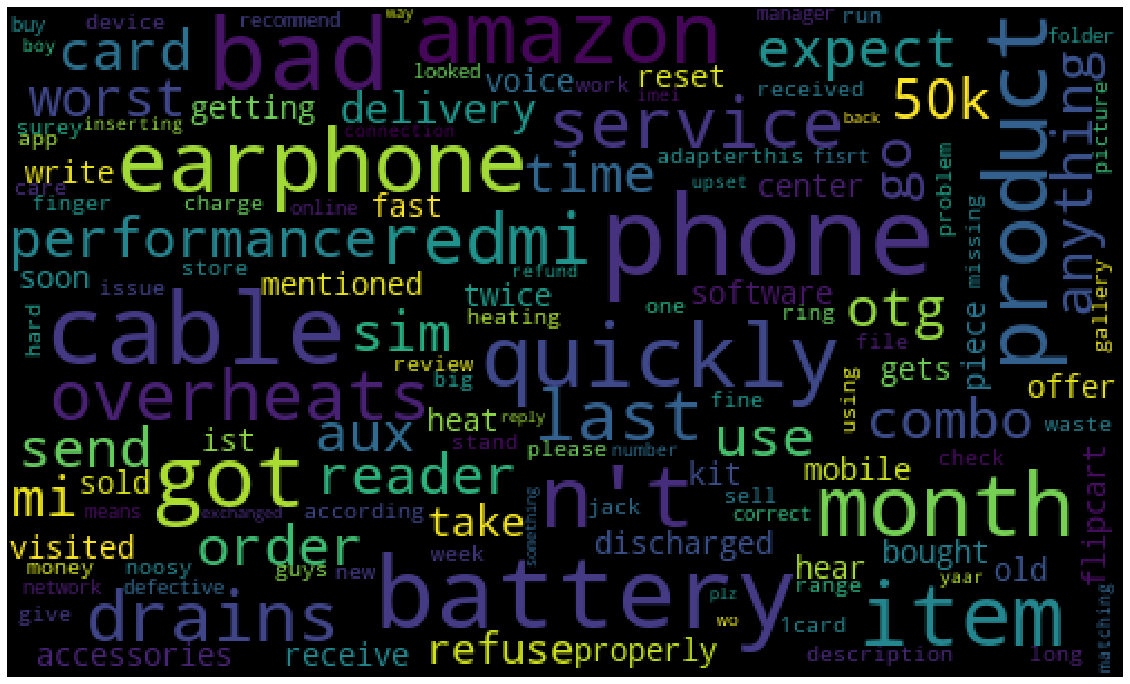 buy device recommend way manager run
boy card bad amazon expect product folder
looked voice work reset received
worst getting delivery imei 50k anything picture
surey inserting service back
app connection
write earphone time adapterthis fisrt go problem
care upset center
finger charge online fast phone
performance redmi missing
soon store refund
issue mentioned twice software otg
hard cable sim heating one ring piece gallery
quickly file
review gets offer
overheats big using
heat reply last fine combo waste
send ist aux stand use
please number check
reader n't kit mobile flipcart
mi sold got sell month
means exchanged according something jack correct
visited order take discharged
week bought
money noosy guys hear yaar old
network defective new battery plz range item matching
give drains wo 1card
accessories receive refuse properly description long